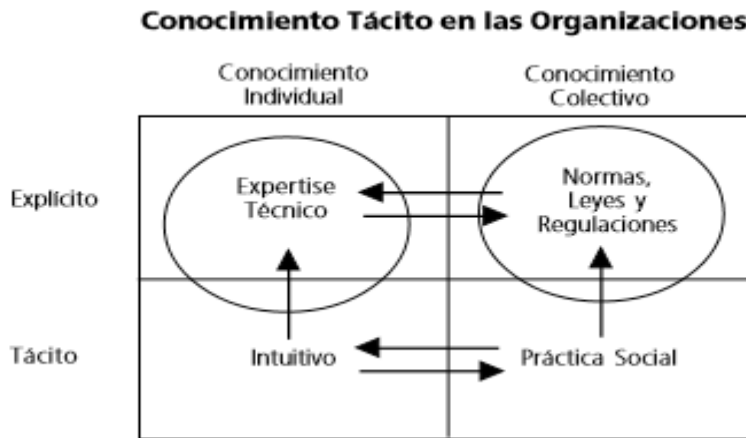 Conocimiento Tácito en las Organizaciones
Conocimiento
Individual
Conocimiento
Colectivo
Explícito
Expertise
Técnico
Normas,
Leyes y
Regulaciones
Tácito
Intuitivo
Práctica Social